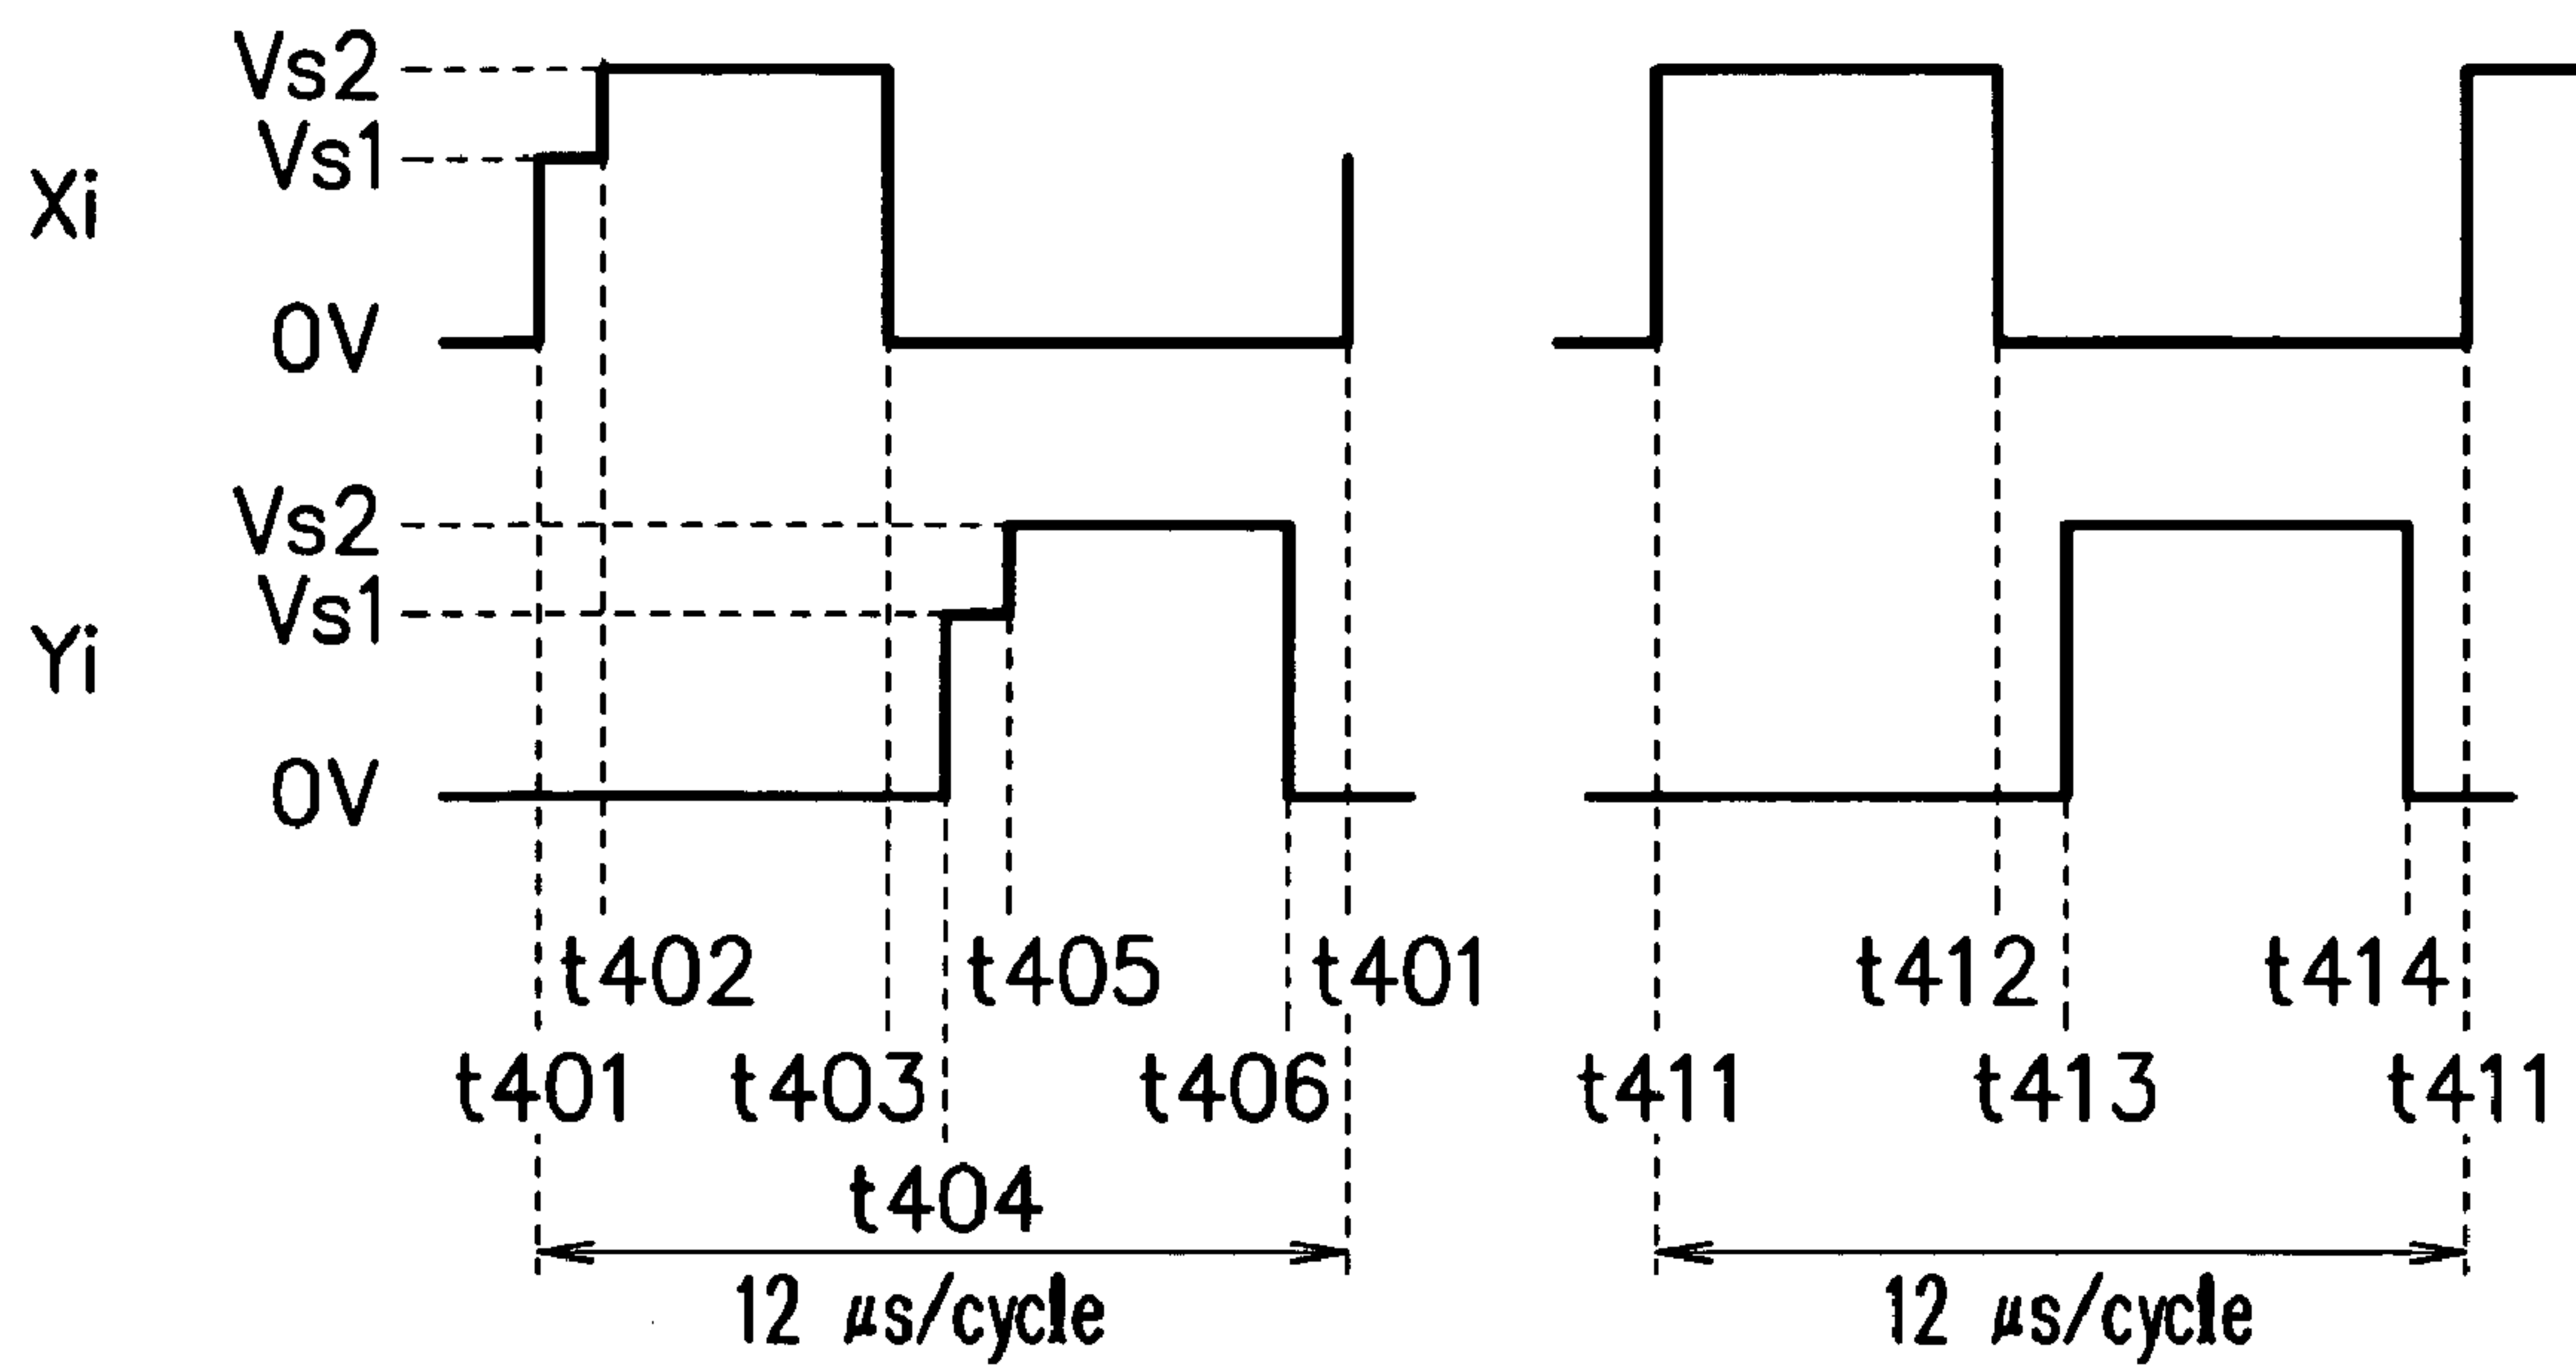 Vs2
Vs1
Xi
0V
Vs2
Vs1
Yi
0V
t402 t405 t401 t412 t414
t401 t403 t406 t411 t413 t411
t404
12 μs/cycle 12 μs/cycle